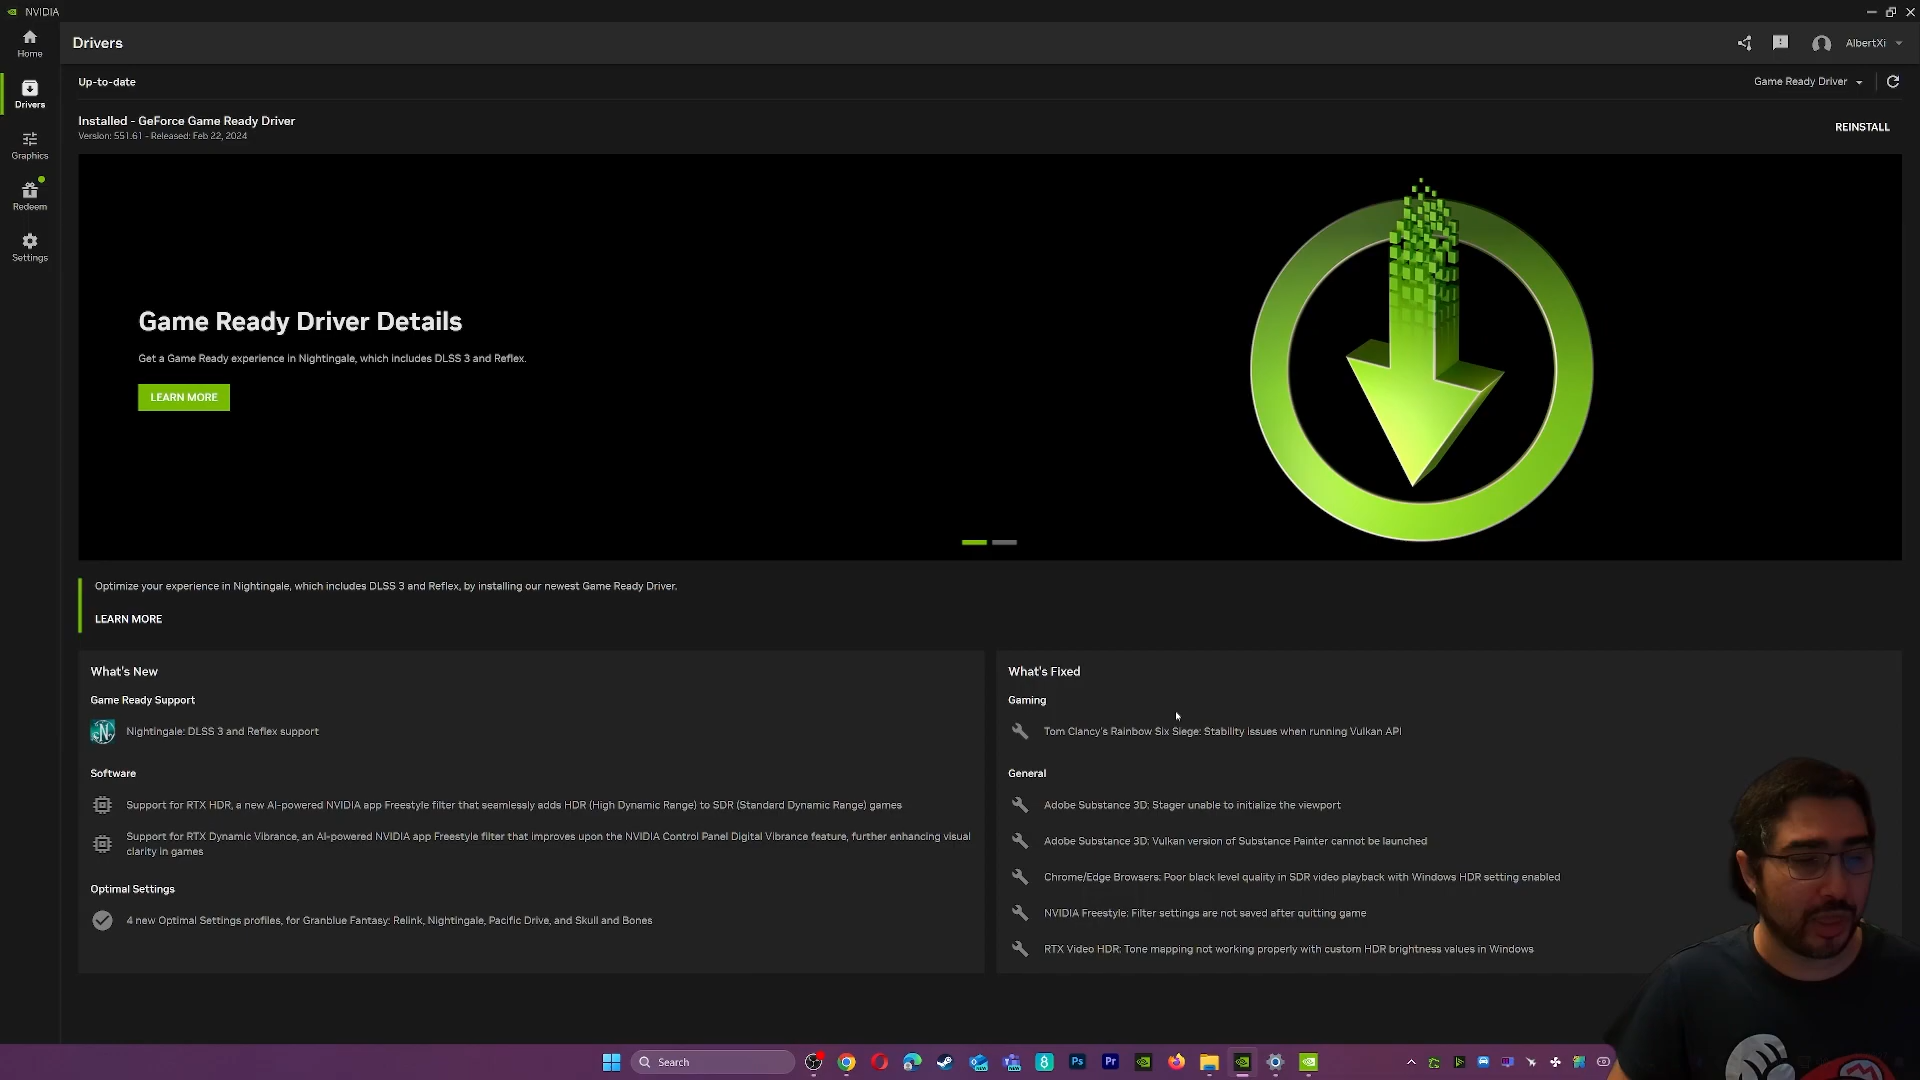 NVIDIA
Home
Drivers
AlbertXi
Drivers
Up-to-date
Game Ready Driver
Installed - GeForce Game Ready Driver
Version: 551.61 - Released: Feb 22, 2024
REINSTALL
Graphics
Redeem
Settings
Game Ready Driver Details
Get a Game Ready experience in Nightingale, which includes DLSS 3 and Reflex.
LEARN MORE
Optimize your experience in Nightingale, which includes DLSS 3 and Reflex, by installing our newest Game Ready Driver.
LEARN MORE
What's New
Game Ready Support
Nightingale: DLSS 3 and Reflex support
Software
Support for RTX HDR, a new AI-powered NVIDIA app Freestyle filter that seamlessly adds HDR (High Dynamic Range) to SDR (Standard Dynamic Range) games
Support for RTX Dynamic Vibrance, an AI-powered NVIDIA app Freestyle filter that improves upon the NVIDIA Control Panel Digital Vibrance feature, further enhancing visual
clarity in games
Optimal Settings
4 new Optimal Settings profiles, for Granblue Fantasy: Relink, Nightingale, Pacific Drive, and Skull and Bones
What's Fixed
Gaming
Tom Clancy's Rainbow Six Siege: Stability issues when running Vulkan API
General
Adobe Substance 3D: Stager unable to initialize the viewport
Adobe Substance 3D: Vulkan version of Substance Painter cannot be launched
Chrome/Edge Browsers: Poor black level quality in SDR video playback with Windows HDR setting enabled
NVIDIA Freestyle: Filter settings are not saved after quitting game
RTX Video HDR: Tone mapping not working properly with custom HDR brightness values in Windows
Search
Ps
Pr